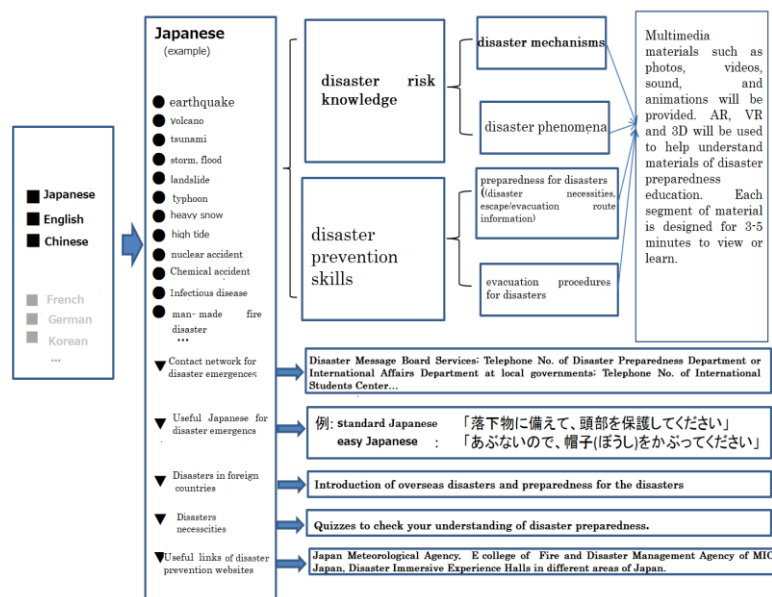 ■ Japanese
■ English
■ Chinese
■ French
■ German
■ Korean
...
Japanese
(example)
● earthquake
● volcano
● tsunami
● storm, flood
● landslide
● typhoon
● heavy snow
● high tide
● nuclear accident
● Chemical accident
● Infectious disease
● man- made fire
disaster
...
▼ Contact network for
disaster emergences
▼ Useful Japanese for
disaster emergencs
▼ Disasters in foreign
countries
▼ Disasters
necescities
▼ Useful links of disaster
prevention websites
disaster risk
knowledge
disaster prevention
skills
disaster mechanisms
disaster phenomena
preparedness for disasters
((disaster necessities,
escape/evacuation route
information)
evacuation procedures
for disasters
Multimedia
materials such as
photos, videos,
sound, and
animations will be
provided. AR, VR
and 3D will be used
to help understand
materials of disaster
preparedness
education. Each
segment of material
is designed for 3-5
minutes to view or
learn.
Disaster Message Board Services: Telephone No. of Disaster Preparedness Department or
International Affairs Department at local governments: Telephone No. of International
Students Center...
例: standard Japanese 「落下物に備えて、頭部を保護してください」
easy Japanese : 「あぶないので、帽子(ぼうし)をかぶってください」
Introduction of overseas disasters and preparedness for the disasters
Quizzes to check your understanding of disaster preparedness.
Japan Meteorological Agency, E college of Fire and Disaster Management Agency of MIC
Japan, Disaster Immersive Experience Halls in different areas of Japan.